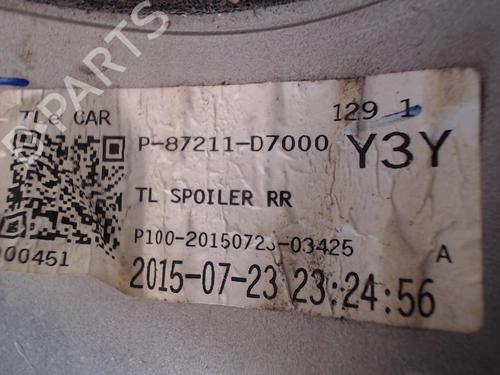 PARTS
TL& CAR
129 1
P-87211-D7000
Y3Y
TL SPOILER RR
P100-20150723-03425
A
000451
2015-07-23 23:24:56